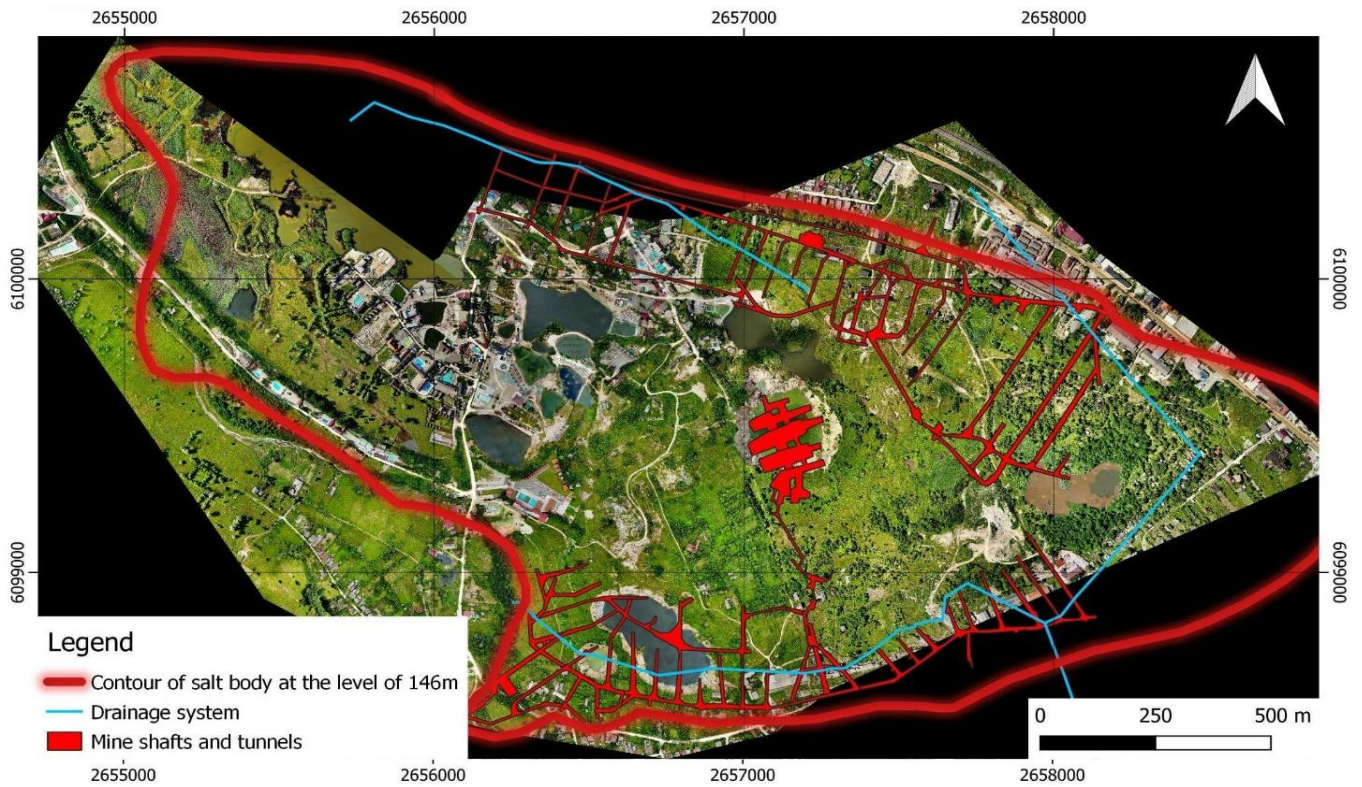 2655000 2656000 2657000 2658000
6100000 6100000
6099000 6099000
Legend
Contour of salt body at the level of 146m
Drainage system
Mine shafts and tunnels
0 250 500 m
2655000 2656000 2657000 2658000